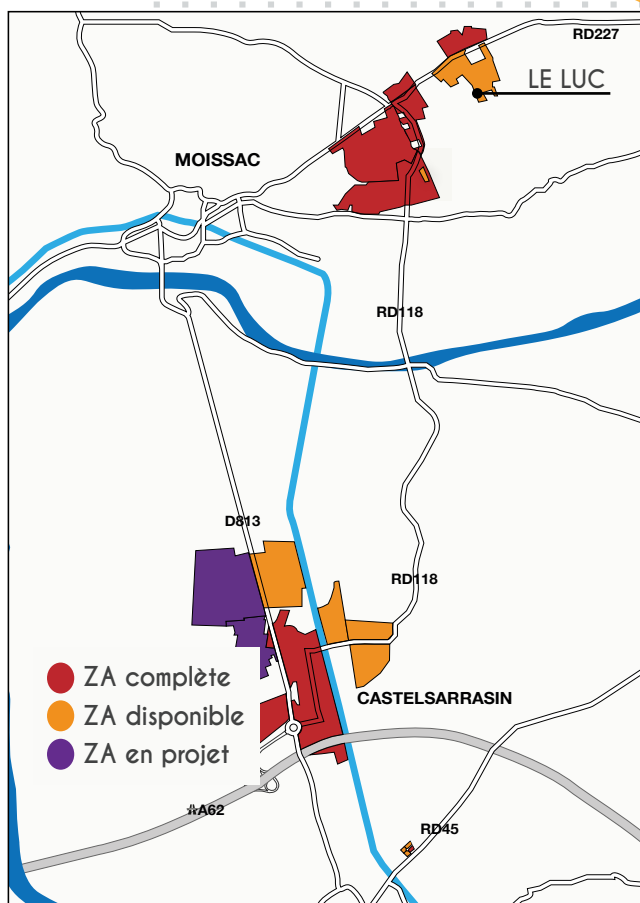 RD227
LE LUC
MOISSAC
RD118
D813
RD118
ZA complète
ZA disponible
ZA en projet
CASTELSARRASIN
A62
RD45